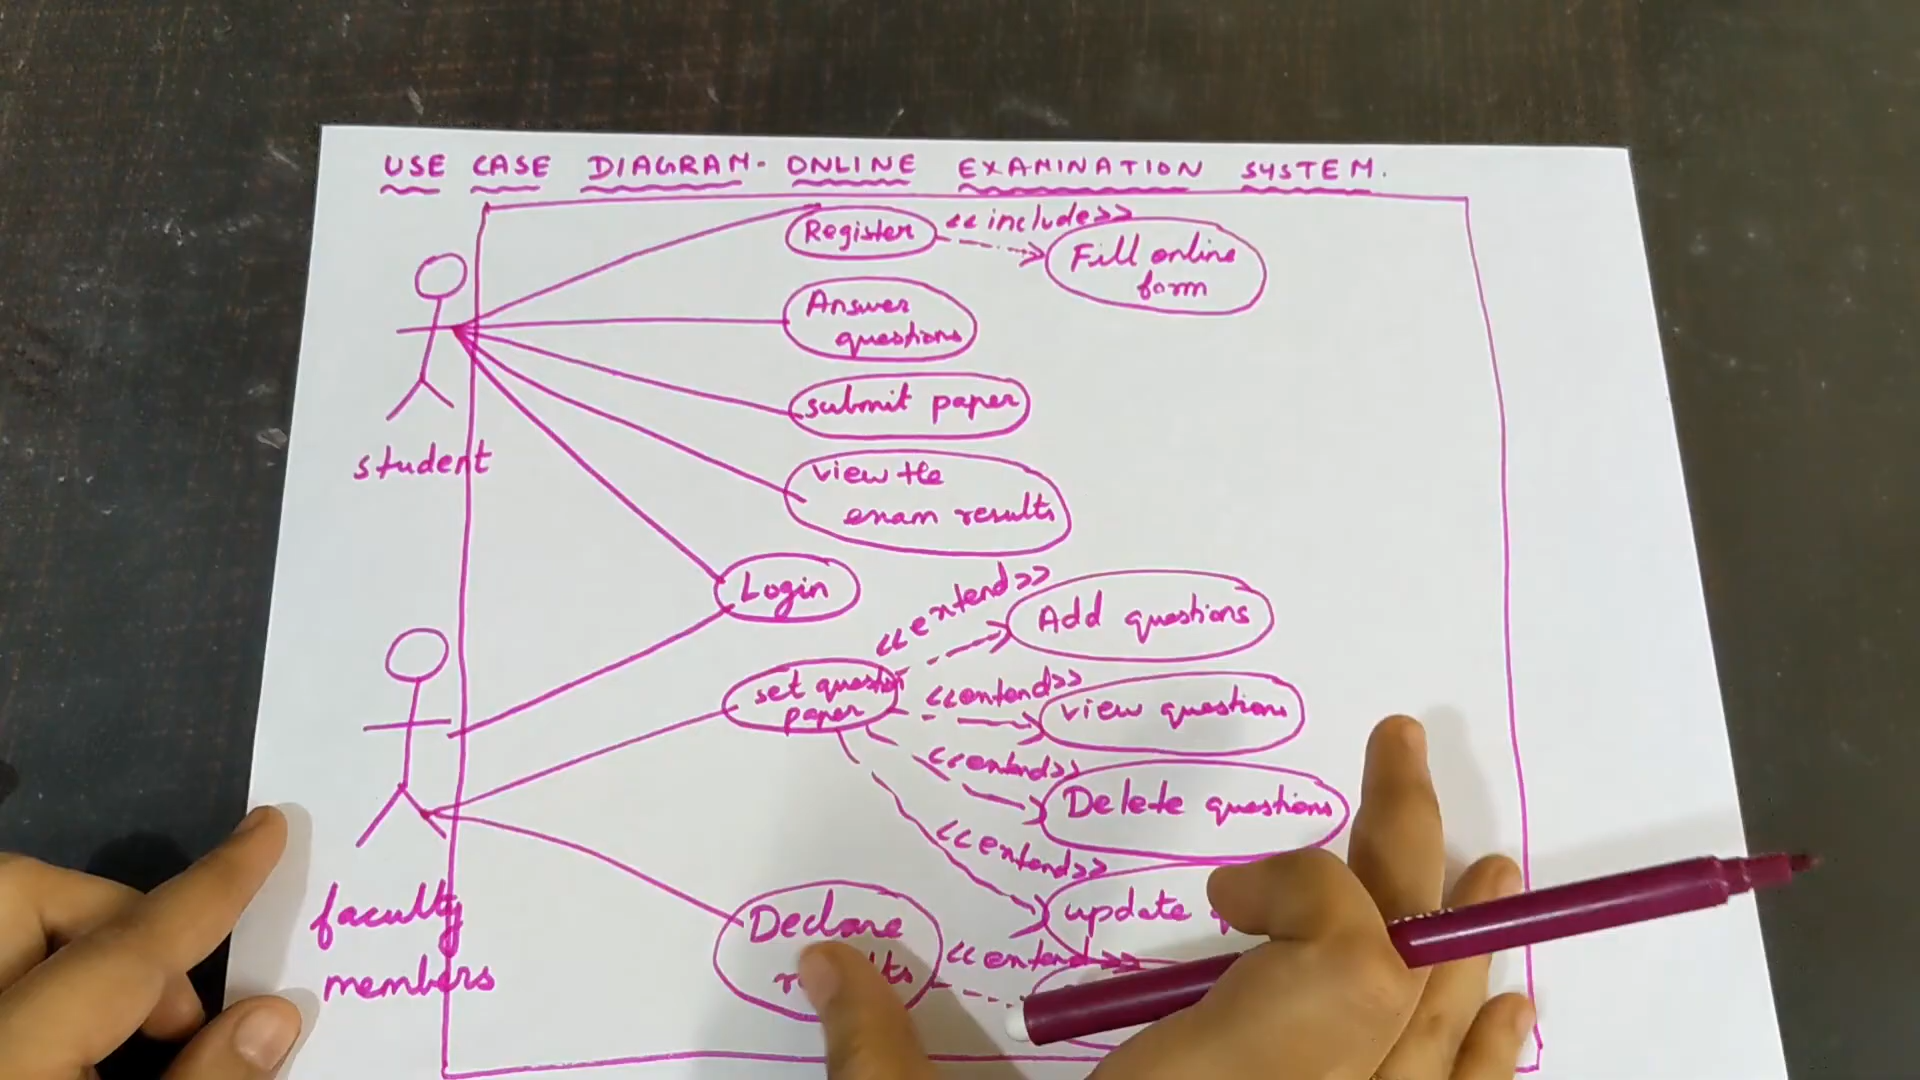 USE CASE DIAGRAM- ONLINE EXAMINATION SYSTEM.
Register
<<include>>
Fill online
form
Answer
questions
submit paper
student
view the
exam results
Login
<<extend>>
Add questions
set question
paper
<<extend>>
view questions
<<extend>>
Delete questions
<<extend>>
update
faculty
members
Declare
<<extend>>